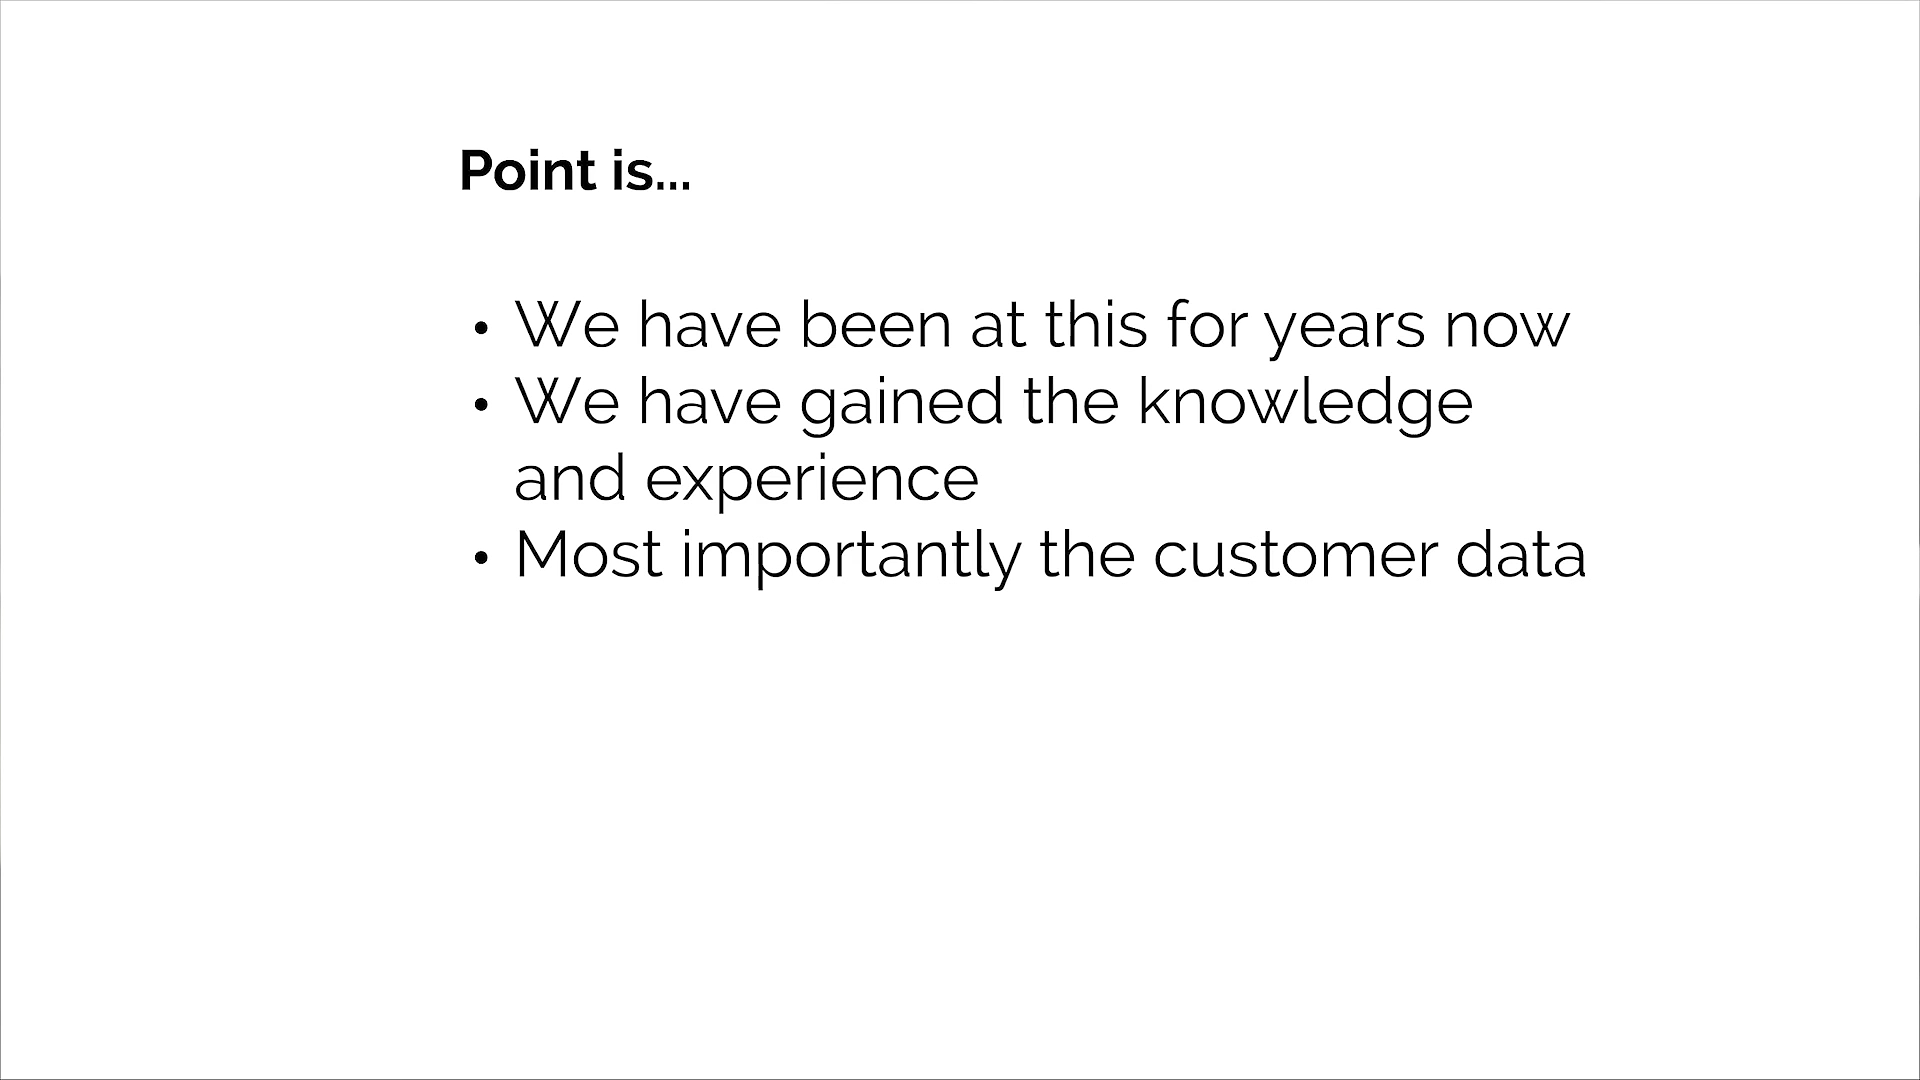 Point is...
• We have been at this for years now
• We have gained the knowledge
and experience
• Most importantly the customer data